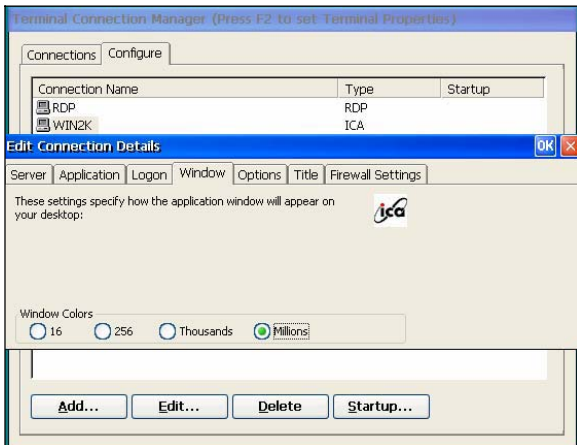 Terminal Connection Manager (Press F2 to set Terminal Properties)
Connections Configure
Connection Name Type Startup
RDP RDP
WIN2K ICA
Edit Connection Details OK
Server Application Logon Window Options Title Firewall Settings
These settings specify how the application window will appear on
your desktop:
ica
Window Colors
16 256 Thousands Millions
Add... Edit... Delete Startup...